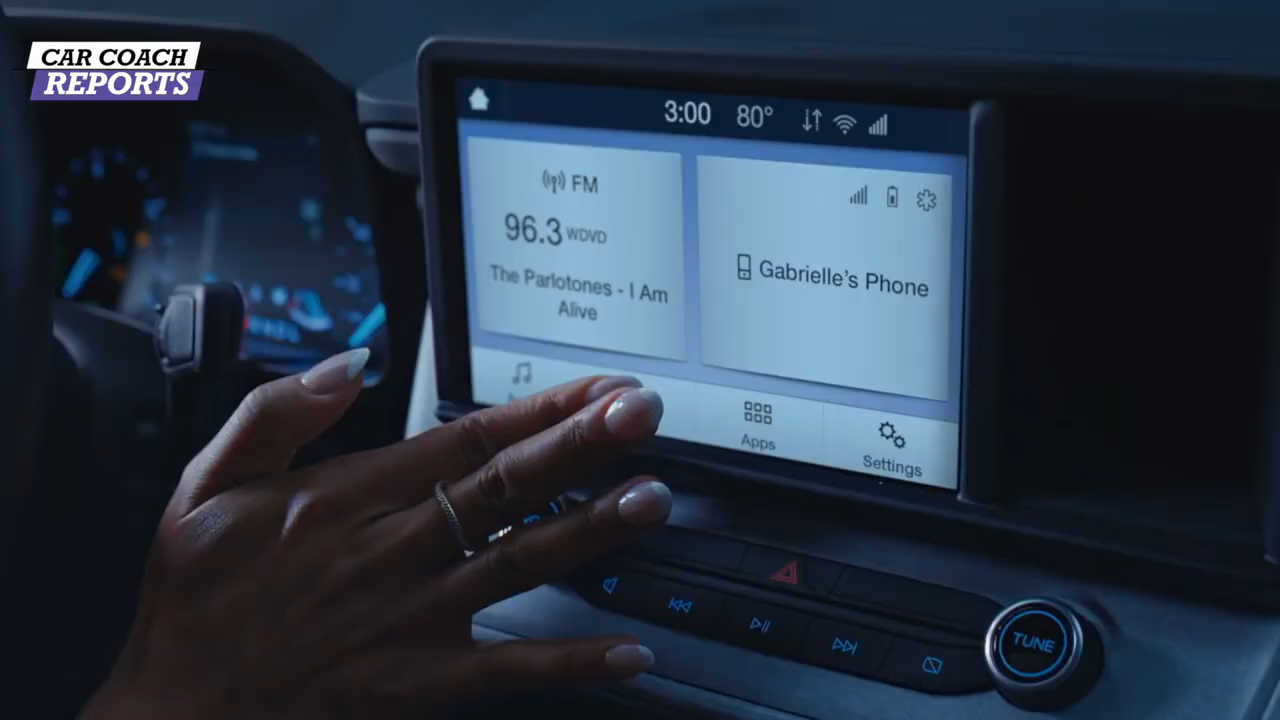 CAR COACH
REPORTS
3:00 80°
FM
96.3 WDVD
The Parlotones - I Am
Alive
Gabrielle's Phone
Apps
Settings
TUNE